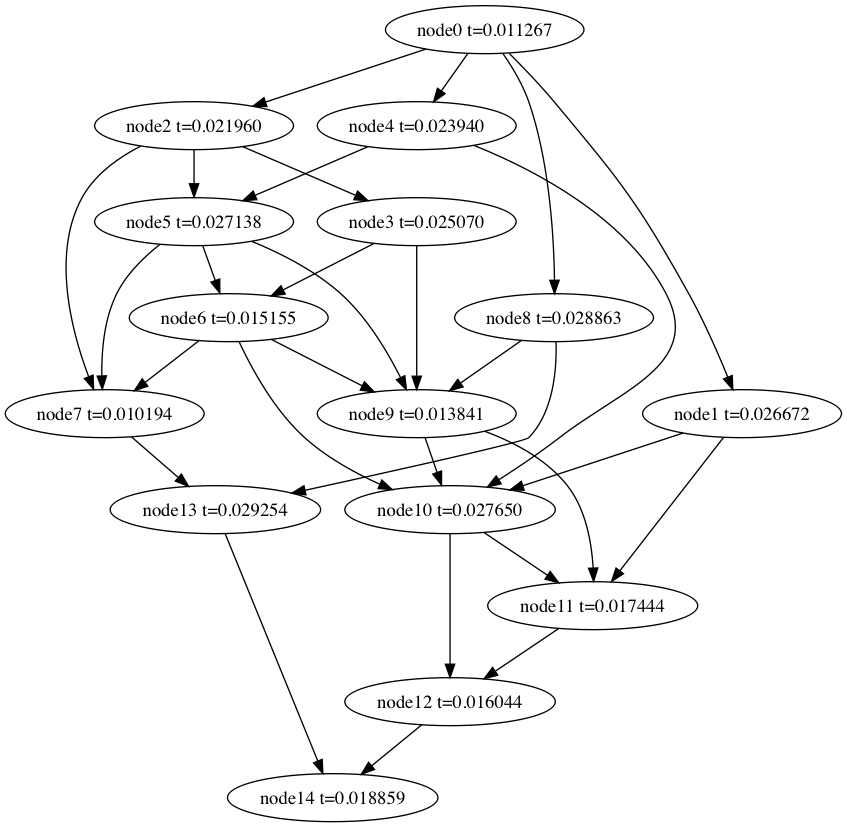 node0 t=0.011267
node2 t=0.021960
node4 t=0.023940
node5 t=0.027138
node3 t=0.025070
node6 t=0.015155
node8 t=0.028863
node7 t=0.010194
node9 t=0.013841
node1 t=0.026672
node13 t=0.029254
node10 t=0.027650
node11 t=0.017444
node12 t=0.016044
node14 t=0.018859